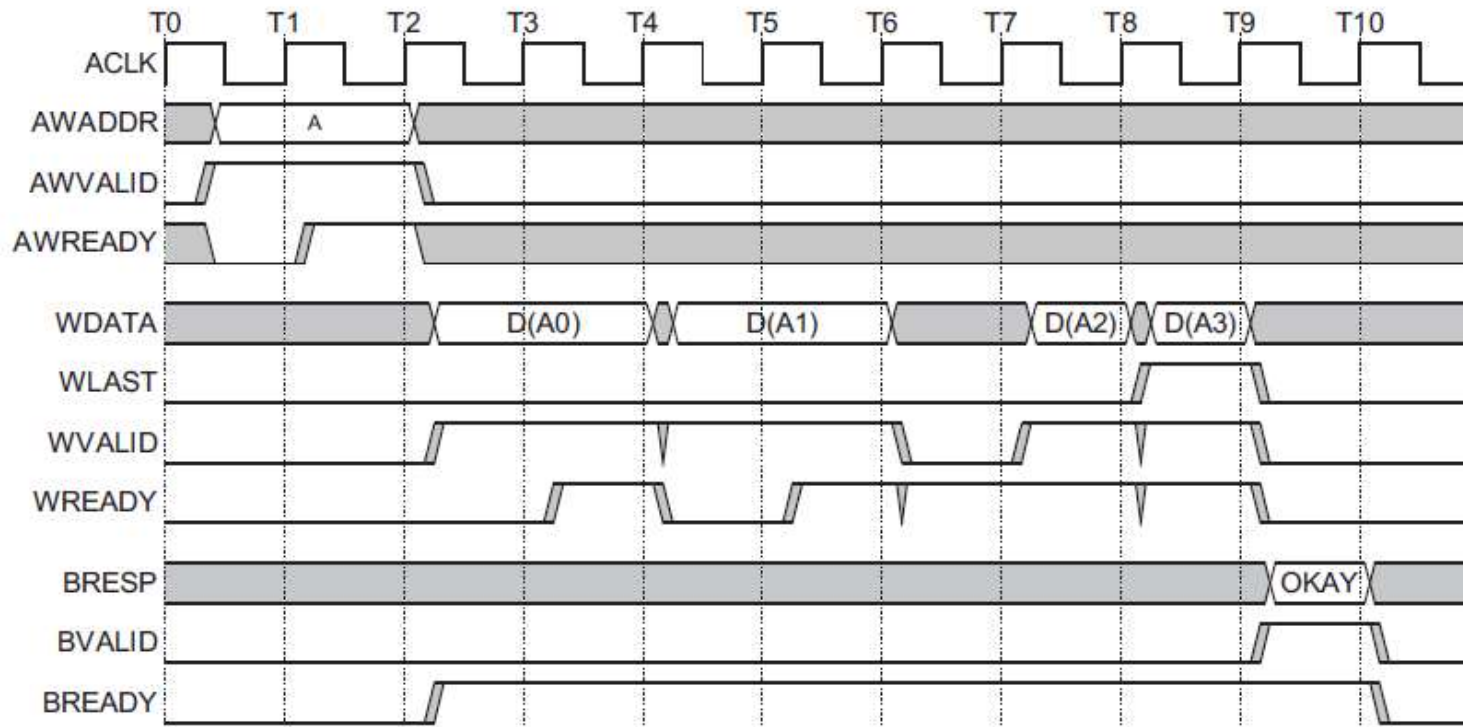 T0 T1 T2 T3 T4 T5 T6 T7 T8 T9 T10
ACLK
AWADDR A
AWVALID
AWREADY
WDATA D(A0) D(A1) D(A2) D(A3)
WLAST
WVALID
WREADY
BRESP OKAY
BVALID
BREADY